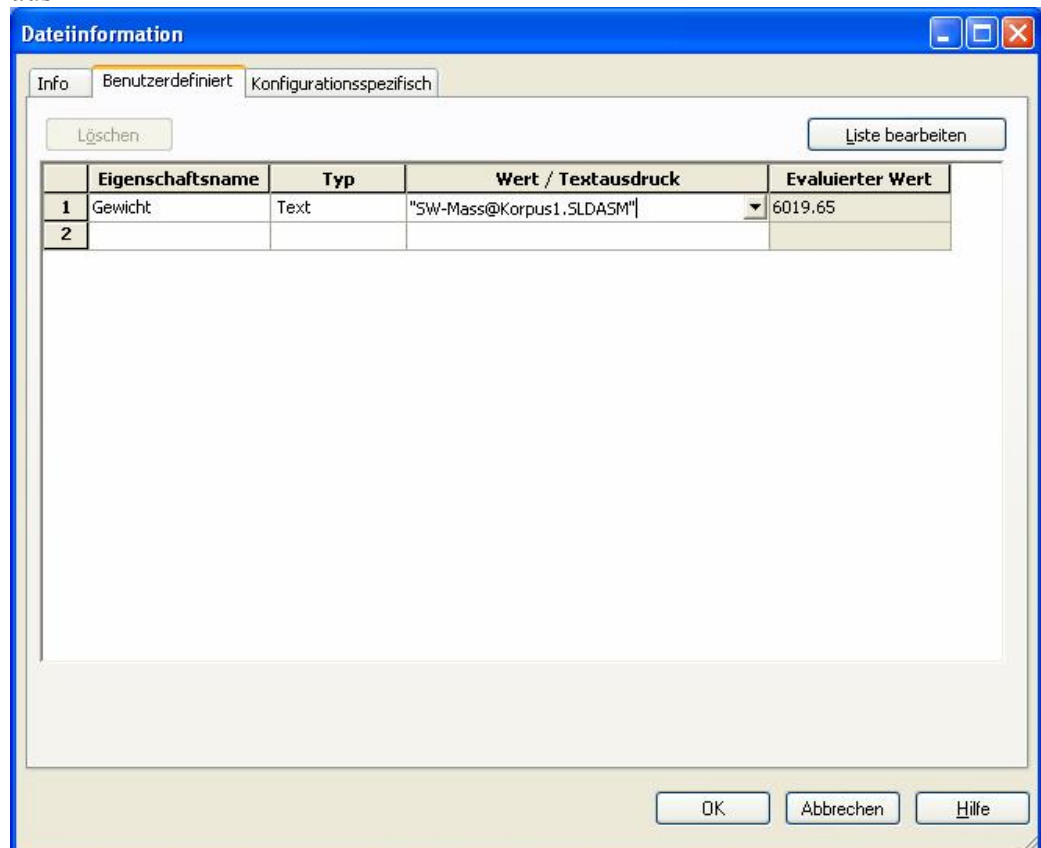 Dateiinformation
Info Benutzerdefiniert Konfigurationsspezifisch
Löschen Liste bearbeiten
Eigenschaftsname Typ Wert / Textausdruck Evaluierter Wert
1 Gewicht Text "SW-Mass@Korpus1.SLDASM" 6019.65
2
OK Abbrechen Hilfe